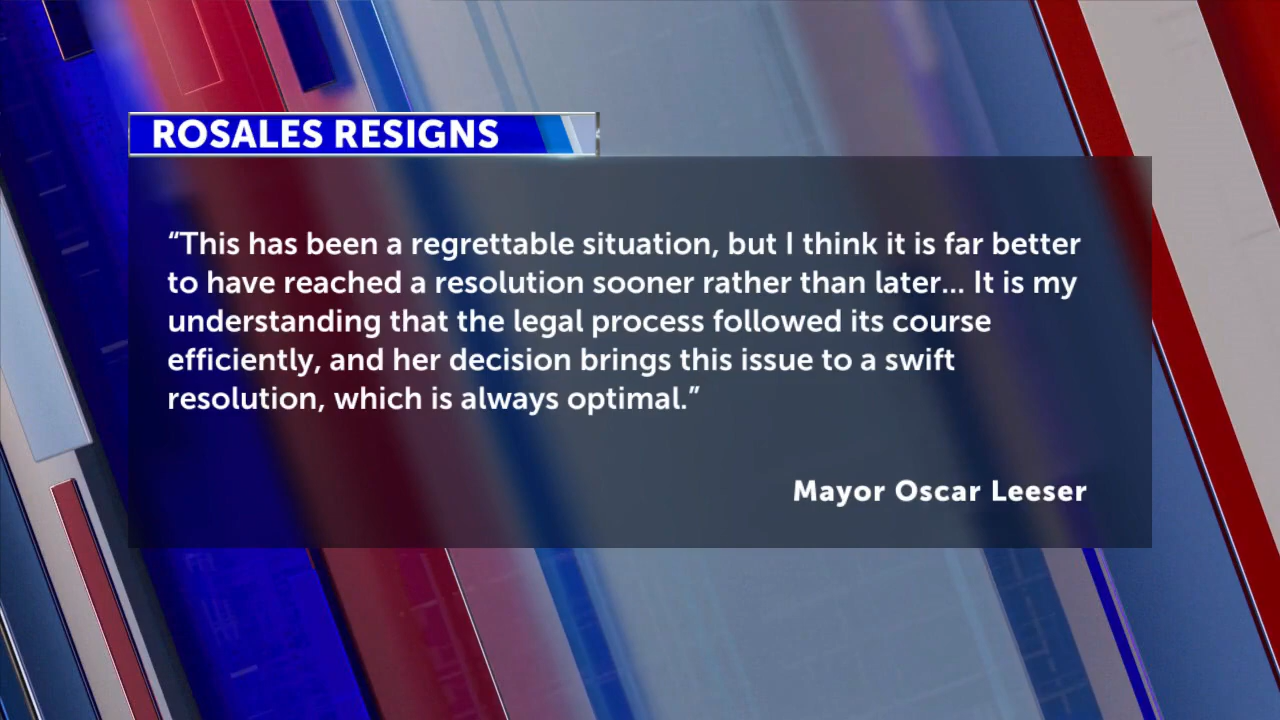 ROSALES RESIGNS
“This has been a regrettable situation, but I think it is far better
to have reached a resolution sooner rather than later... It is my
understanding that the legal process followed its course
efficiently, and her decision brings this issue to a swift
resolution, which is always optimal.”
Mayor Oscar Leeser